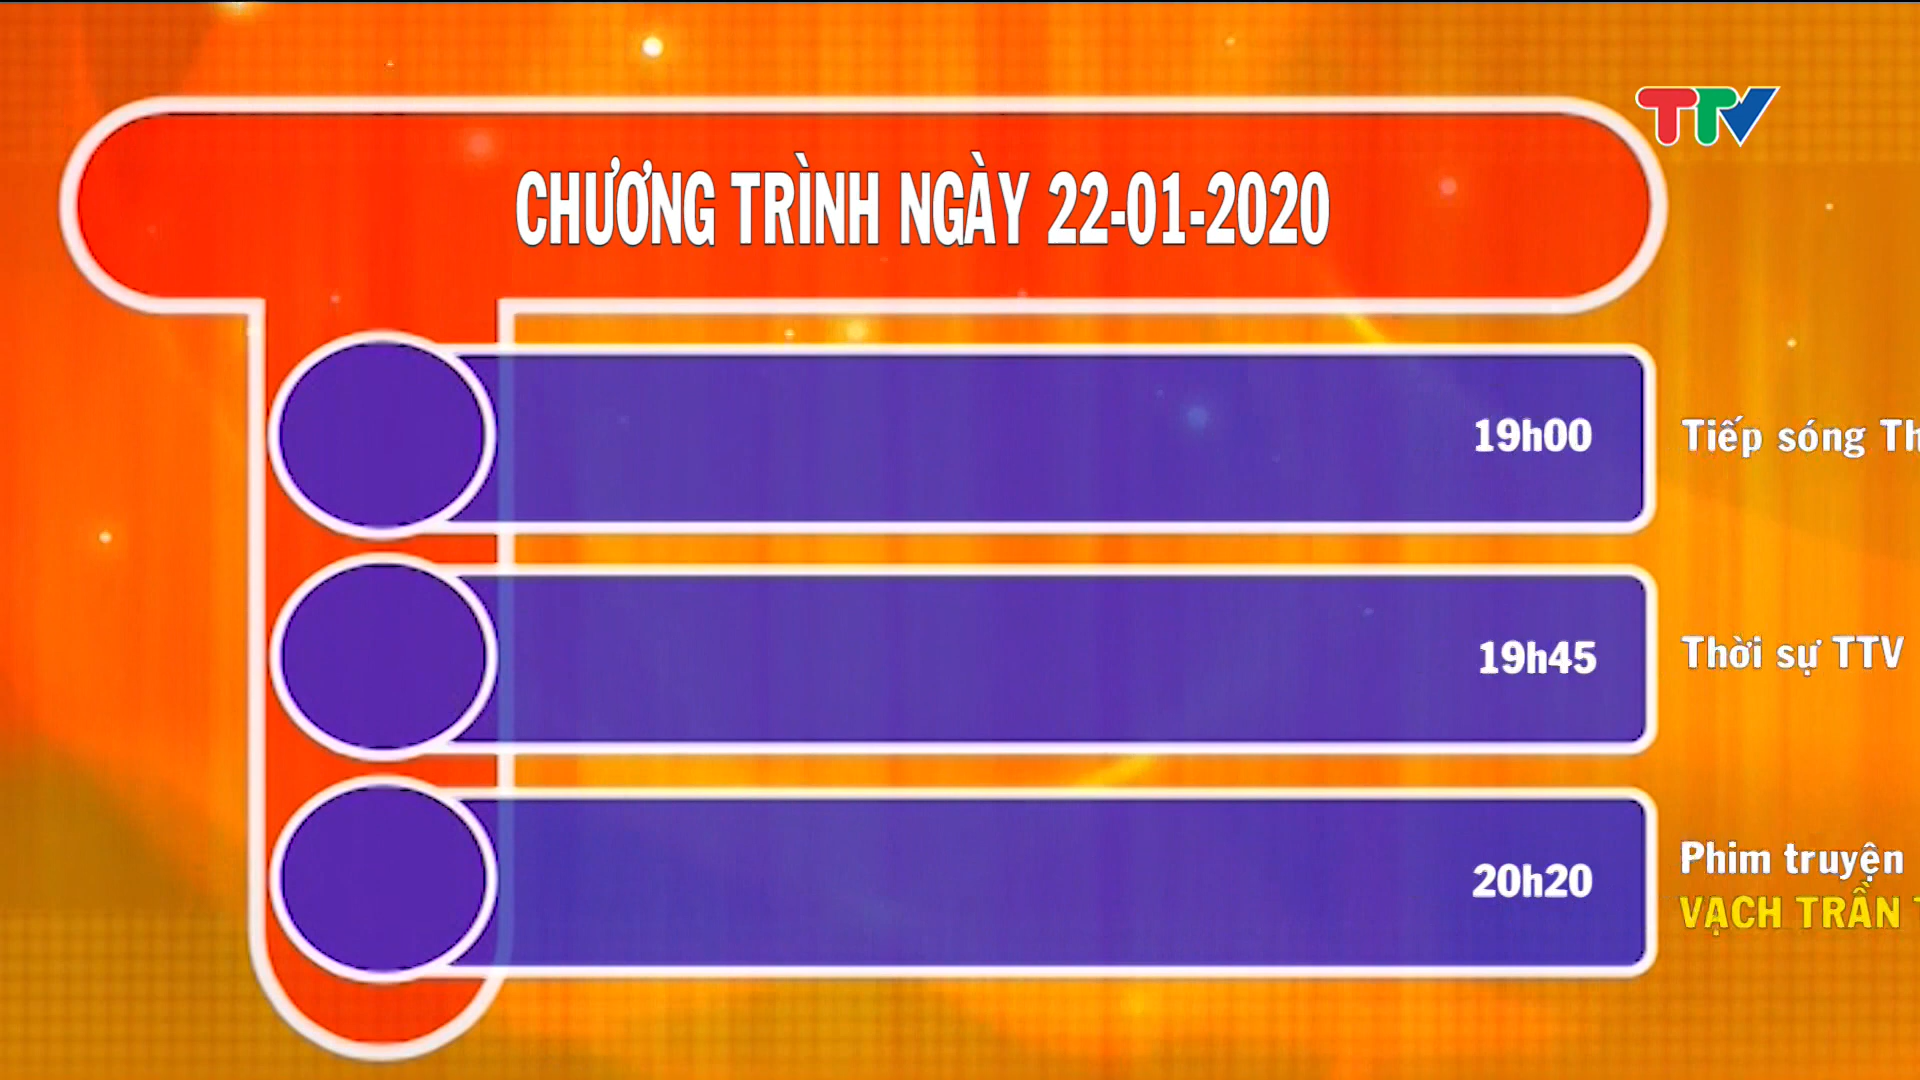 TTV
CHƯƠNG TRÌNH NGÀY 22-01-2020
19h00 Tiếp sóng
19h45 Thời sự TTV
20h20 Phim truyện
VẠCH TRẦN